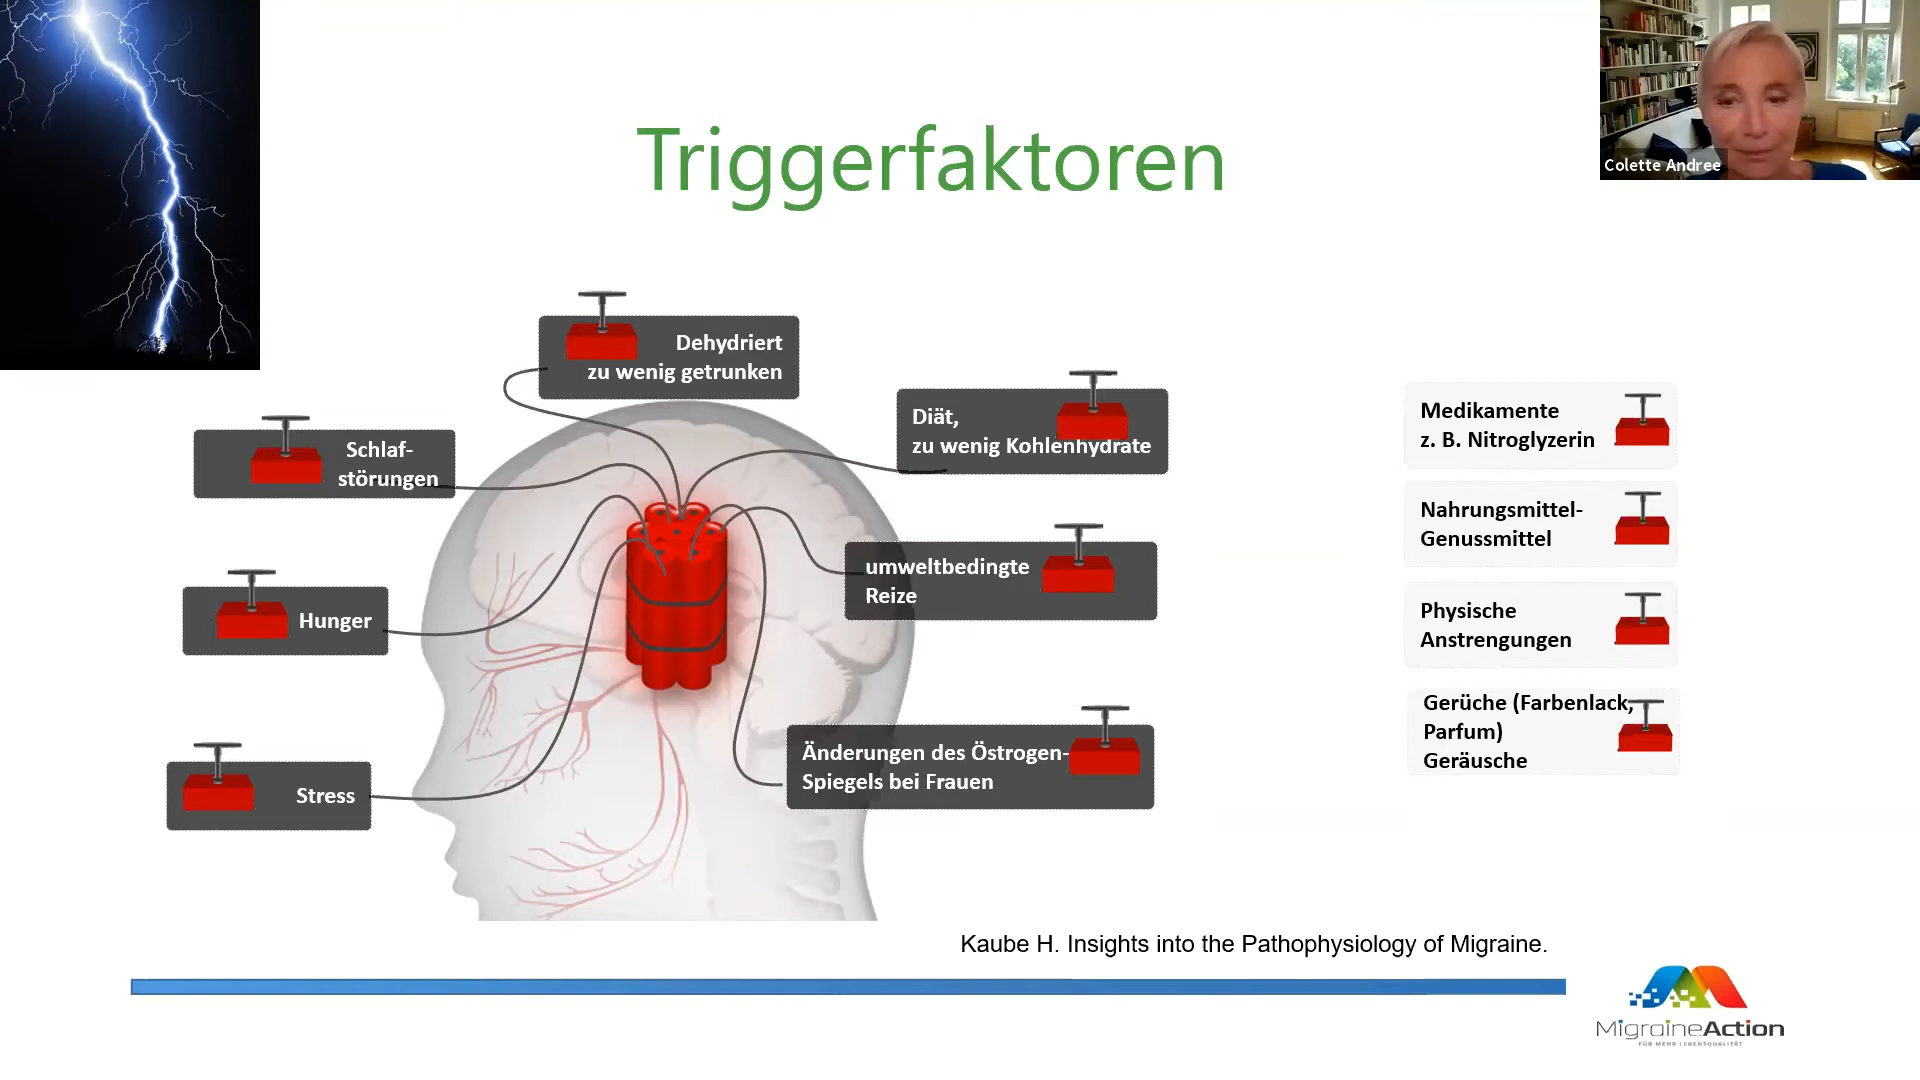 Colette Andree
Triggerfaktoren
Dehydriert
zu wenig getrunken
Diät,
zu wenig Kohlenhydrate
Schlaf-
störungen
umweltbedingte
Reize
Hunger
Änderungen des Östrogen-
Spiegels bei Frauen
Stress
Medikamente
z. B. Nitroglyzerin
Nahrungsmittel-
Genussmittel
Physische
Anstrengungen
Gerüche (Farbenlack,
Parfum)
Geräusche
Kaube H. Insights into the Pathophysiology of Migraine.
MigraineAction
FÜR MEHR LEBENSQUALITÄT